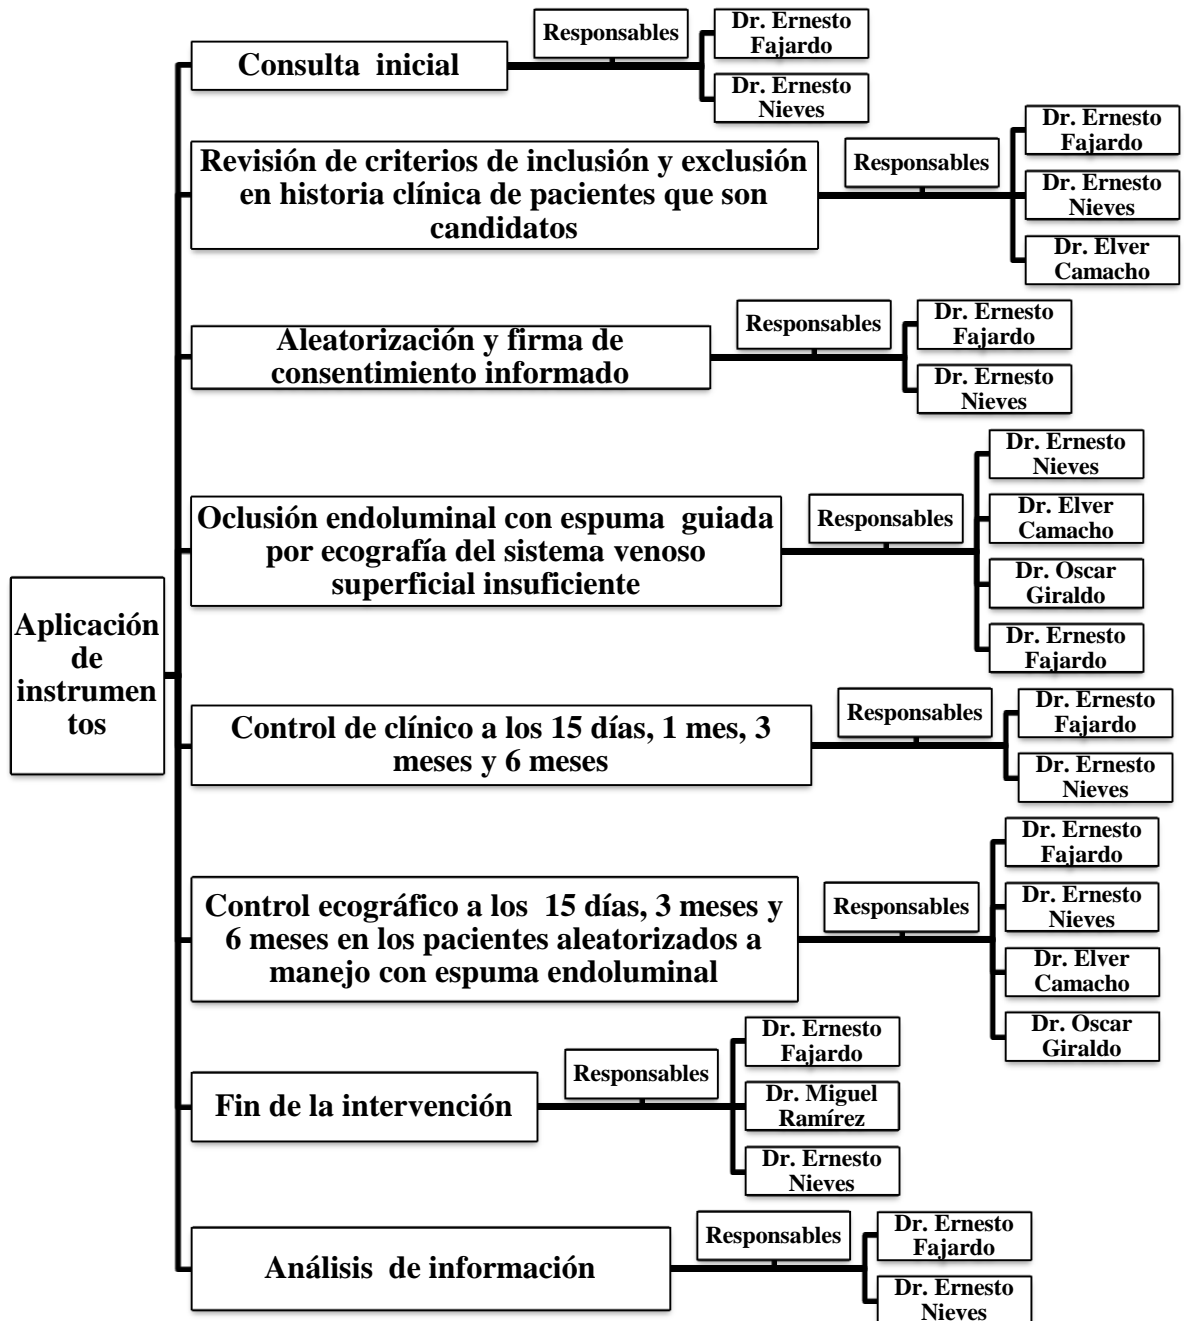 Aplicación
de
instrumen
tos
Consulta inicial
Responsables
Dr. Ernesto
Fajardo
Dr. Ernesto
Nieves
Revisión de criterios de inclusión y exclusión
en historia clínica de pacientes que son
candidatos
Responsables
Dr. Ernesto
Fajardo
Dr. Ernesto
Nieves
Dr. Elver
Camacho
Aleatorización y firma de
consentimiento informado
Responsables
Dr. Ernesto
Fajardo
Dr. Ernesto
Nieves
Oclusión endoluminal con espuma guiada
por ecografía del sistema venoso
superficial insuficiente
Responsables
Dr. Ernesto
Nieves
Dr. Elver
Camacho
Dr. Oscar
Giraldo
Dr. Ernesto
Fajardo
Control de clínico a los 15 días, 1 mes, 3
meses y 6 meses
Responsables
Dr. Ernesto
Fajardo
Dr. Ernesto
Nieves
Control ecográfico a los 15 días, 3 meses y
6 meses en los pacientes aleatorizados a
manejo con espuma endoluminal
Responsables
Dr. Ernesto
Fajardo
Dr. Ernesto
Nieves
Dr. Elver
Camacho
Dr. Oscar
Giraldo
Fin de la intervención
Responsables
Dr. Ernesto
Fajardo
Dr. Miguel
Ramírez
Dr. Ernesto
Nieves
Análisis de información
Responsables
Dr. Ernesto
Fajardo
Dr. Ernesto
Nieves